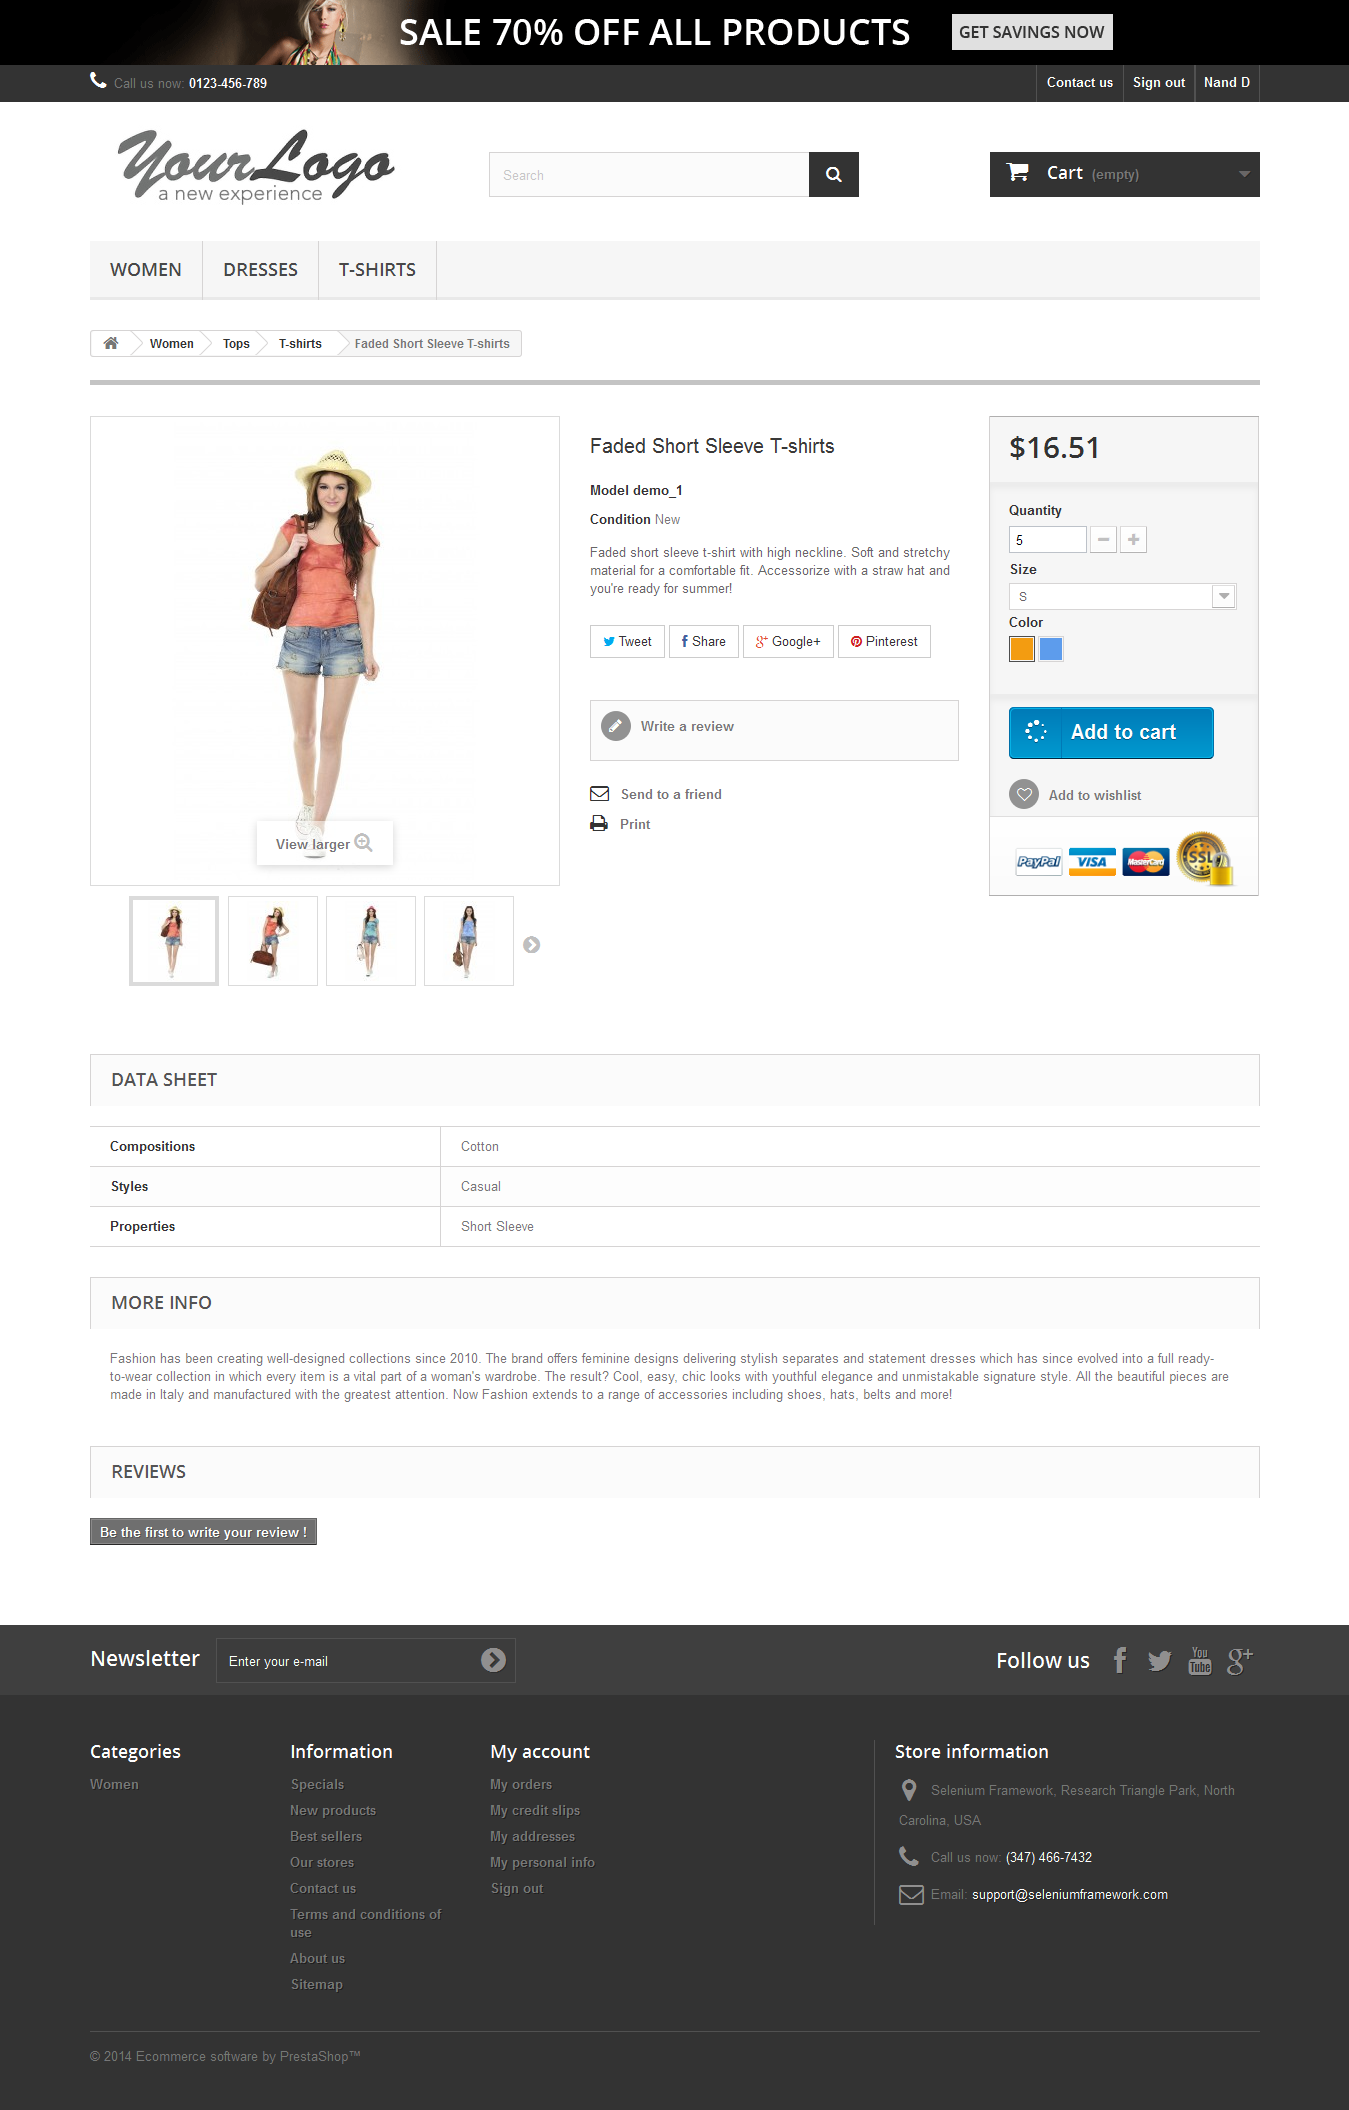 SALE 70% OFF ALL PRODUCTS GET SAVINGS NOW
Call us now: 0123-456-789 Contact us Sign out Nand D
YourLogo
a new experience
Search
Cart (empty)
WOMEN DRESSES T-SHIRTS
Women Tops T-shirts Faded Short Sleeve T-shirts
View larger
Faded Short Sleeve T-shirts
Model demo_1
Condition New
Faded short sleeve t-shirt with high neckline. Soft and stretchy
material for a comfortable fit. Accessorize with a straw hat and
you're ready for summer!
Tweet Share Google+ Pinterest
Write a review
Send to a friend
Print
$16.51
Quantity
5
Size
S
Color
Add to cart
Add to wishlist
PayPal VISA MasterCard SSL
DATA SHEET
Compositions Cotton
Styles Casual
Properties Short Sleeve
MORE INFO
Fashion has been creating well-designed collections since 2010. The brand offers feminine designs delivering stylish separates and statement dresses which has since evolved into a full ready-
to-wear collection in which every item is a vital part of a woman's wardrobe. The result? Cool, easy, chic looks with youthful elegance and unmistakable signature style. All the beautiful pieces are
made in Italy and manufactured with the greatest attention. Now Fashion extends to a range of accessories including shoes, hats, belts and more!
REVIEWS
Be the first to write your review !
Newsletter Enter your e-mail
Follow us You Tube
Categories
Women
Information
Specials
New products
Best sellers
Our stores
Contact us
Terms and conditions of
use
About us
Sitemap
My account
My orders
My credit slips
My addresses
My personal info
Sign out
Store information
Selenium Framework, Research Triangle Park, North
Carolina, USA
Call us now: (347) 466-7432
Email: support@seleniumframework.com
© 2014 Ecommerce software by PrestaShop™